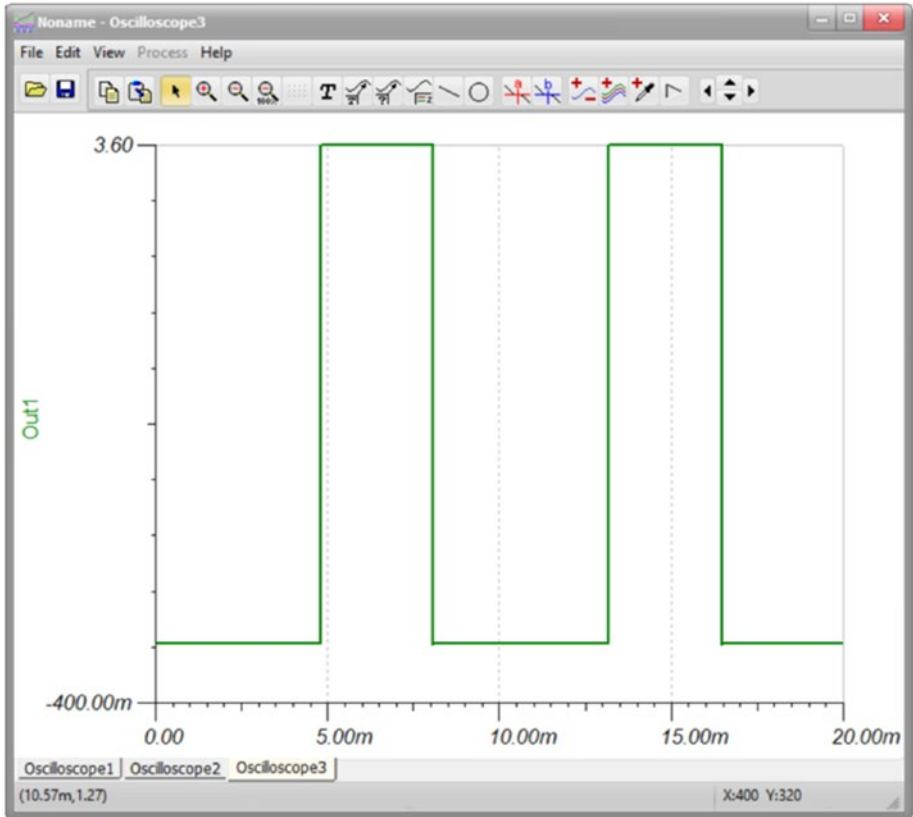 Noname - Oscilloscope3
File Edit View Process Help
100%
T
a
b
3.60
Out1
-400.00m
0.00 5.00m 10.00m 15.00m 20.00m
Oscilloscope1 Oscilloscope2 Oscilloscope3
(10.57m,1.27) X:400 Y:320